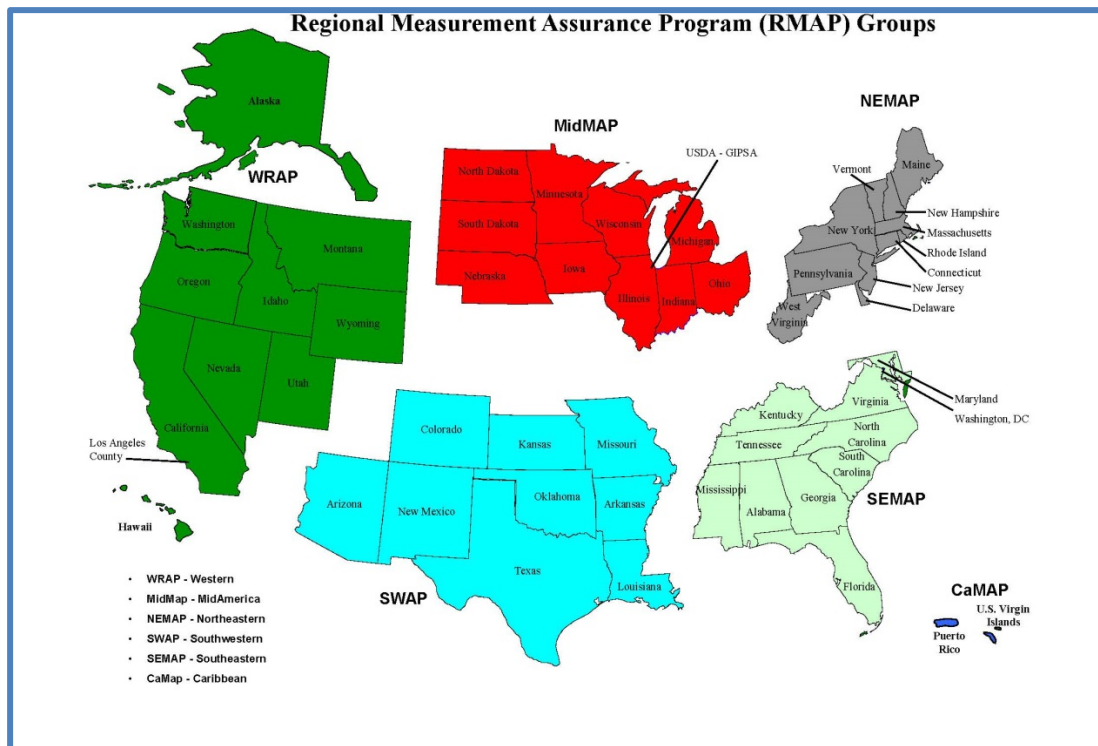 Regional Measurement Assurance Program (RMAP) Groups
Alaska
WRAP
Washington
Montana
Oregon
Idaho
Wyoming
Nevada
Utah
California
Los Angeles
County
Hawaii
MidMAP
USDA - GIPSA
North Dakota
Minnesota
South Dakota
Wisconsin
Michigan
Nebraska
Iowa
Illinois
Indiana
Ohio
NEMAP
Maine
Vermont
New Hampshire
New York
Massachusetts
Rhode Island
Connecticut
Pennsylvania
New Jersey
West
Virginia
Delaware
Colorado
Kansas
Missouri
Arizona
New Mexico
Oklahoma
Arkansas
Texas
Louisiana
SWAP
Maryland
Washington, DC
Virginia
Kentucky
North
Carolina
Tennessee
South
Carolina
Mississippi
Alabama
Georgia
SEMAP
Florida
CaMAP
U.S. Virgin
Islands
Puerto
Rico
• WRAP - Western
• MidMap - MidAmerica
• NEMAP - Northeastern
• SWAP - Southwestern
• SEMAP - Southeastern
• CaMap - Caribbean